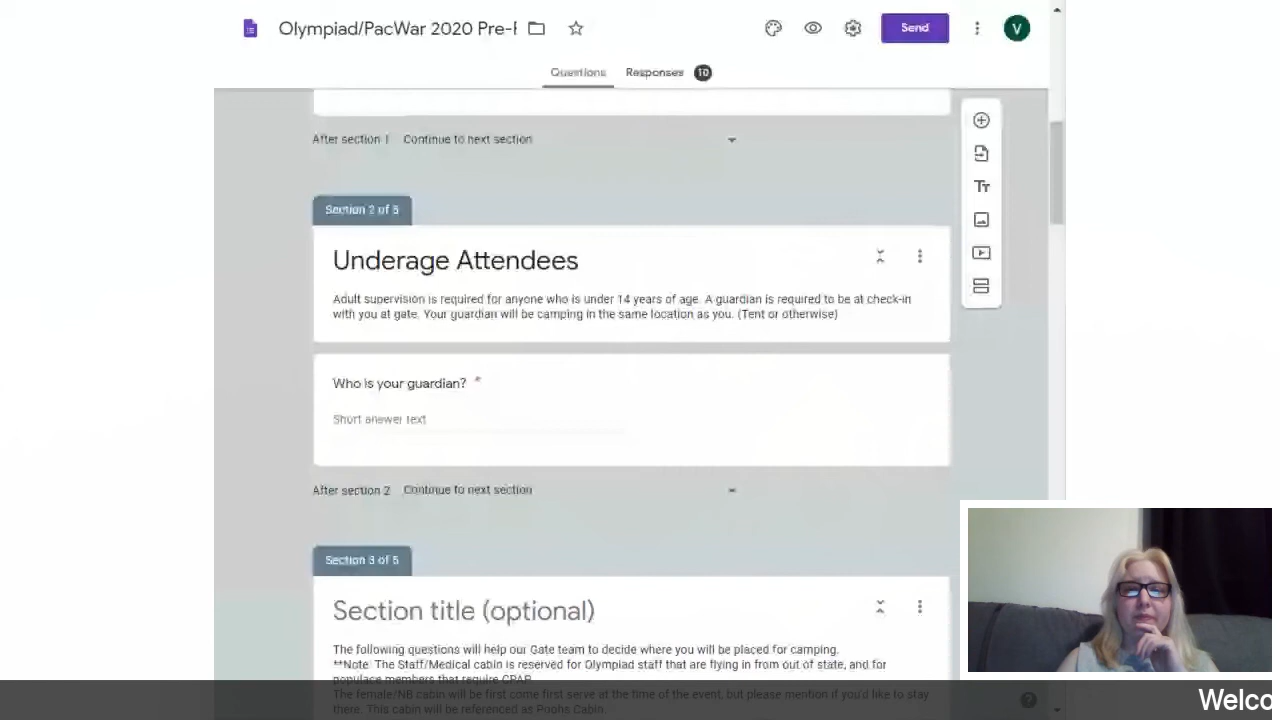 Olympiad/PacWar 2020 Pre-F
Send
V
Questions
Responses
10
After section 1
Continue to next section
Section 2 of 5
Underage Attendees
Adult supervision is required for anyone who is under 14 years of age. A guardian is required to be at check-in
with you at gate. Your guardian will be camping in the same location as you. (Tent or otherwise)
Who is your guardian? *
Short answer text
After section 2
Continue to next section
Section 3 of 5
Section title (optional)
The following questions will help our Gate team to decide where you will be placed for camping.
**Note: The Staff/Medical cabin is reserved for Olympiad staff that are flying in from out of state, and for
populace members that require CPAP
The female/NB cabin will be first come first serve at the time of the event, but please mention if you'd like to stay
there. This cabin will be referenced as Poohs Cabin.
Welco